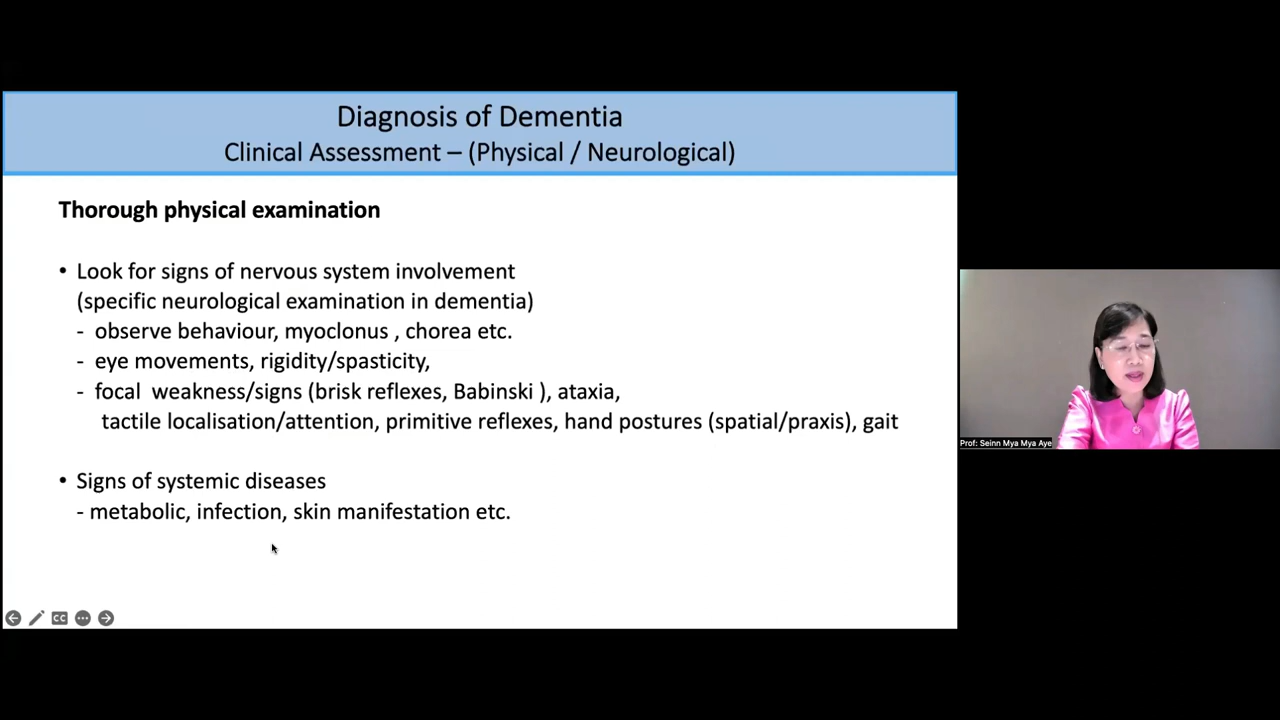 Diagnosis of Dementia
Clinical Assessment – (Physical / Neurological)
Thorough physical examination
• Look for signs of nervous system involvement
(specific neurological examination in dementia)
- observe behaviour, myoclonus , chorea etc.
- eye movements, rigidity/spasticity,
- focal weakness/signs (brisk reflexes, Babinski ), ataxia,
tactile localisation/attention, primitive reflexes, hand postures (spatial/praxis), gait
• Signs of systemic diseases
- metabolic, infection, skin manifestation etc.
CC
Prof: Seinn Mya Mya Aye